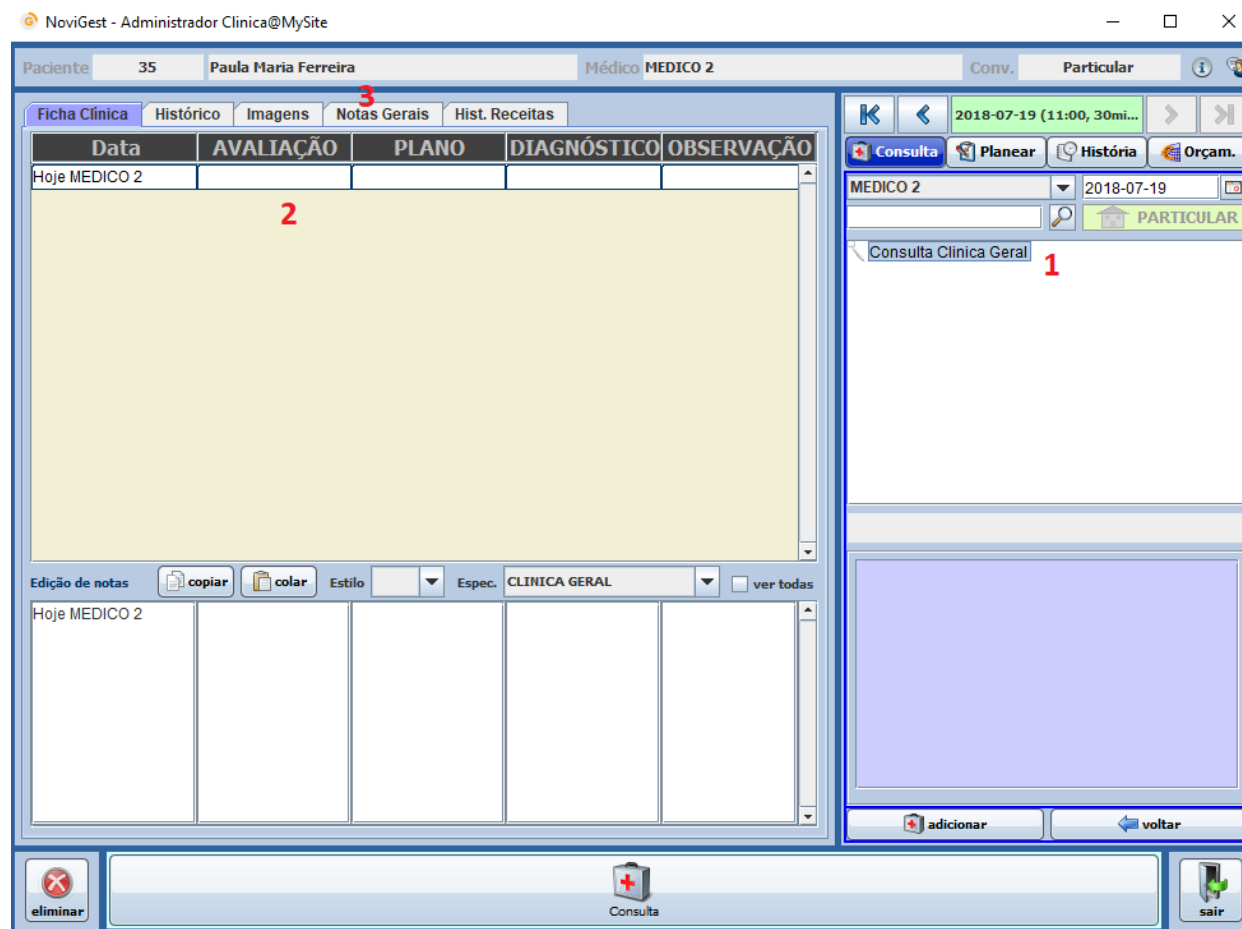 NoviGest - Administrador Clinica@MySite
Paciente 35 Paula Maria Ferreira Médico MEDICO 2 Conv. Particular
3
Ficha Clínica Histórico Imagens Notas Gerais Hist. Receitas
Data AVALIAÇÃO PLANO DIAGNÓSTICO OBSERVAÇÃO
Hoje MEDICO 2
2
Edição de notas copiar colar Estilo Espec. CLINICA GERAL ver todas
Hoje MEDICO 2
2018-07-19 (11:00, 30mi...
Consulta Planear História Orçam.
MEDICO 2 2018-07-19
PARTICULAR
Consulta Clinica Geral
1
adicionar voltar
eliminar Consulta sair